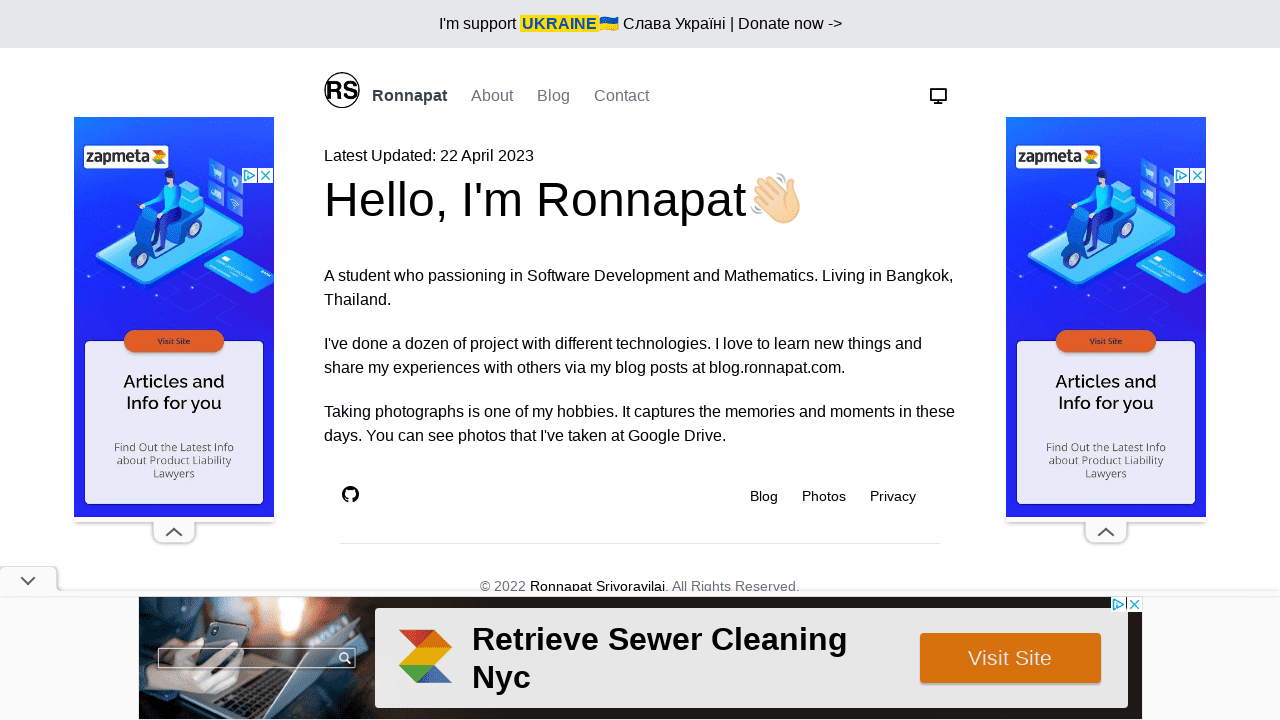 I'm support UKRAINE🇺🇦 Слава Україні | Donate now ->
RS Ronnapat About Blog Contact
Latest Updated: 22 April 2023
Hello, I'm Ronnapat👋🏻
A student who passioning in Software Development and Mathematics. Living in Bangkok,
Thailand.
I've done a dozen of project with different technologies. I love to learn new things and
share my experiences with others via my blog posts at blog.ronnapat.com.
Taking photographs is one of my hobbies. It captures the memories and moments in these
days. You can see photos that I've taken at Google Drive.
Blog Photos Privacy
© 2022 Ronnapat Srivoravilai. All Rights Reserved.
zapmeta
Visit Site
Articles and
Info for you
Find Out the Latest Info
about Product Liability
Lawyers
zapmeta
Visit Site
Articles and
Info for you
Find Out the Latest Info
about Product Liability
Lawyers
Retrieve Sewer Cleaning
Nyc
Visit Site